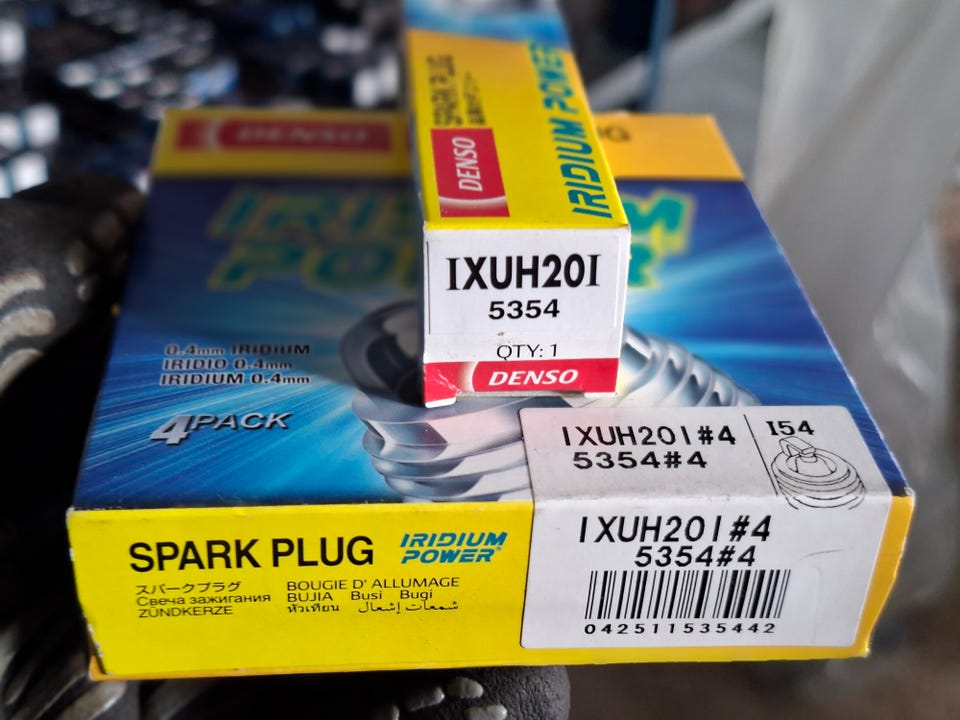 SPARK PLUG
DENSO
IRIDIUM POWER
IXUH20I
5354
QTY: 1
DENSO
DENSO
IRIDIUM
POWER
0.4mm IRIDIUM
IRIDIO 0.4mm
IRIDIUM 0.4mm
4PACK
IXUH20I#4
5354#4
I54
SPARK PLUG
IRIDIUM
POWER®
スパークプラグ
Свеча зажигания
ZÜNDKERZE
BOUGIE D' ALLUMAGE
BUJIA Busi Bugi
หัวเทียน شمعات إشعال
IXUH20I#4
5354#4
042511535442